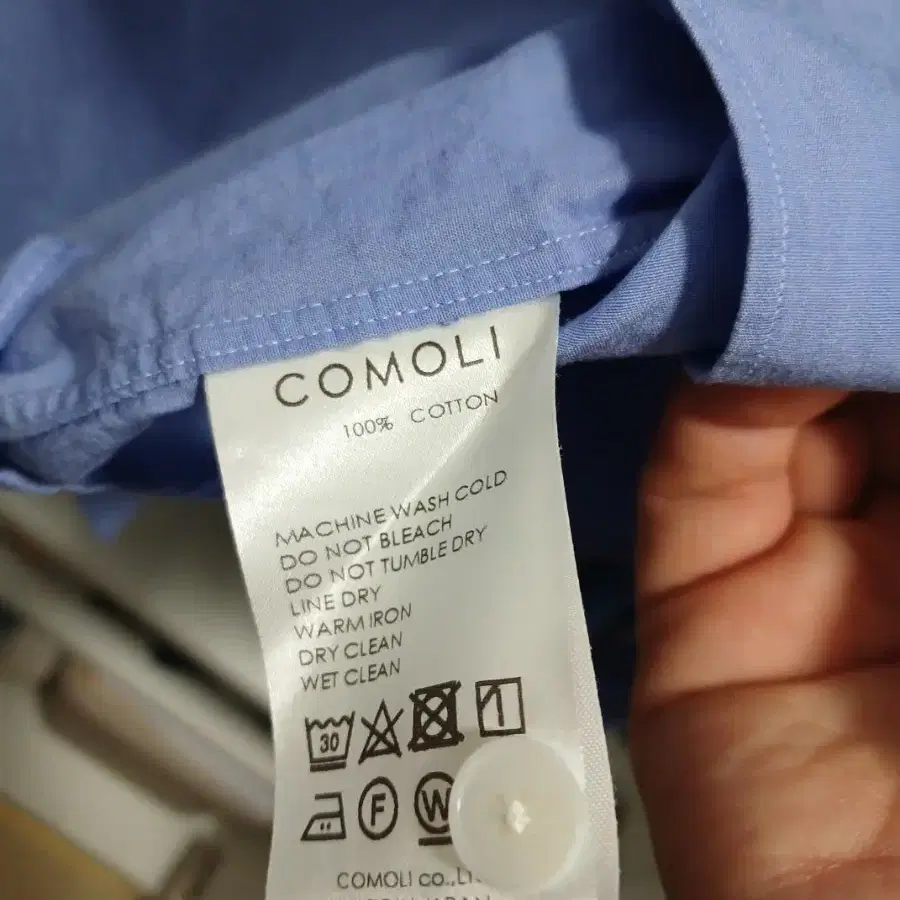 COMOLI
100% COTTON
MACHINE WASH COLD
DO NOT BLEACH
DO NOT TUMBLE DRY
LINE DRY
WARM IRON
DRY CLEAN
WET CLEAN
30
F W
COMOLI CO.,
JAPAN